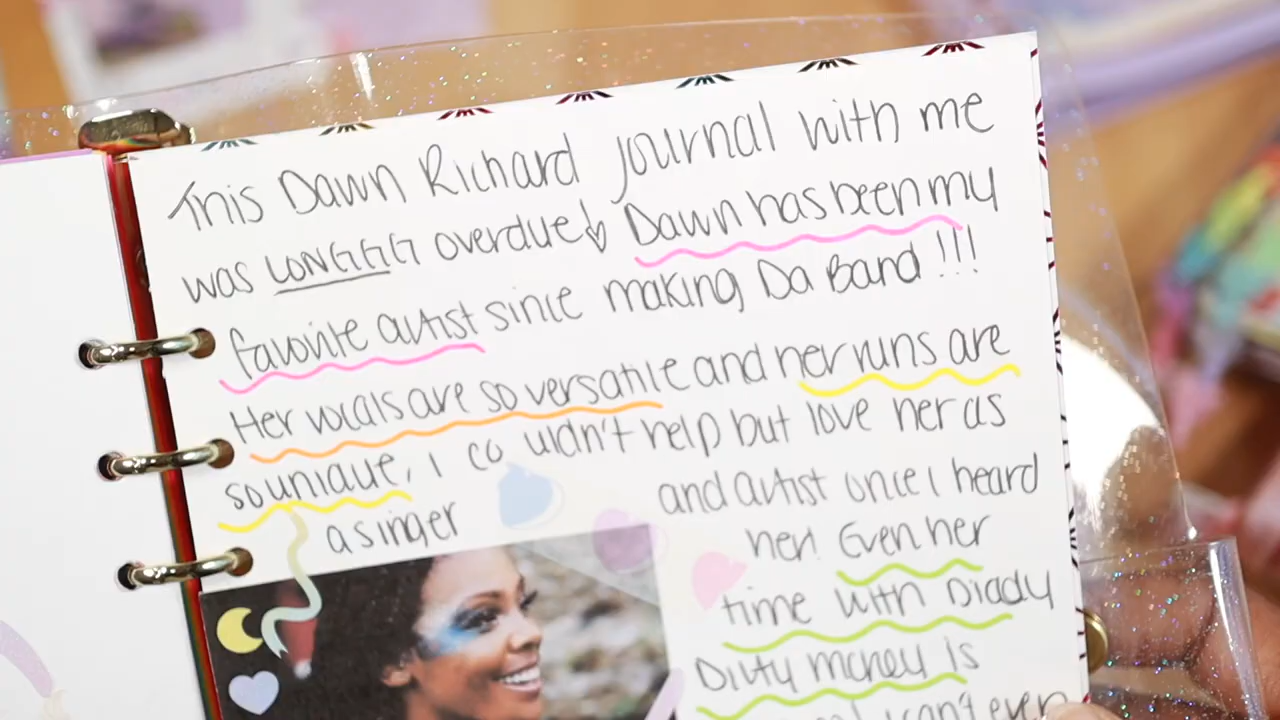 This Dawn Richard journal with me
was LONGGG overdue! Dawn has been my
favorite artist since making Da Band!!!
Her vocals are so versatile and her runs are
so unique, I couldn't help but love her as
a singer
and artist once I heard
her! Even her
time with Diddy
Dirty money is
I can't even